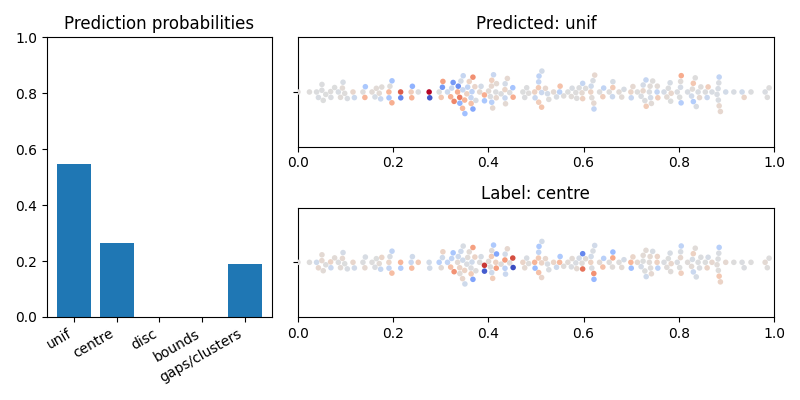 Prediction probabilities
1.0
0.8
0.6
0.4
0.2
0.0
unif
centre
disc
bounds
gaps/clusters
Predicted: unif
0.0 0.2 0.4 0.6 0.8 1.0
Label: centre
0.0 0.2 0.4 0.6 0.8 1.0